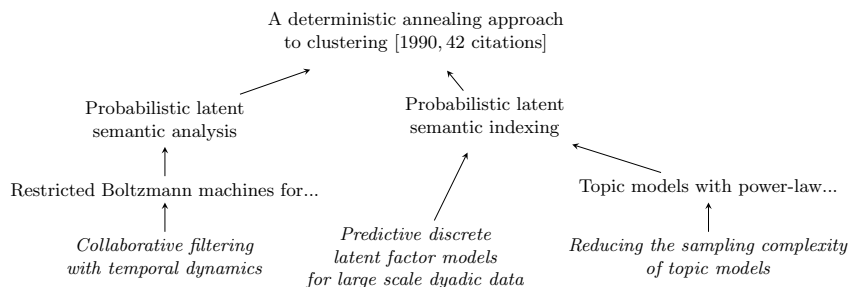 A deterministic annealing approach
to clustering [1990, 42 citations]
Probabilistic latent
semantic analysis
Probabilistic latent
semantic indexing
Restricted Boltzmann machines for...
Topic models with power-law...
Collaborative filtering
with temporal dynamics
Predictive discrete
latent factor models
for large scale dyadic data
Reducing the sampling complexity
of topic models